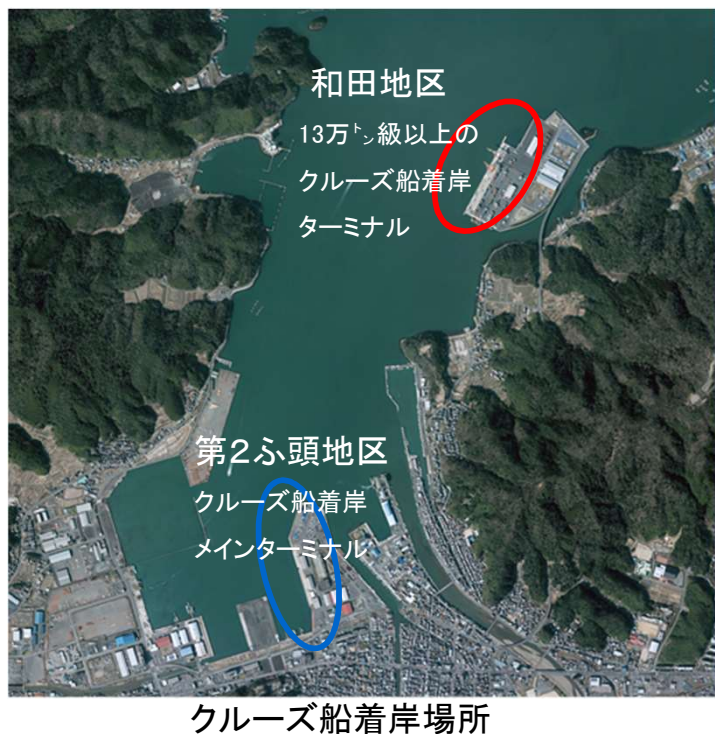 和田地区
13万㌧級以上の
クルーズ船着岸
ターミナル
第2ふ頭地区
クルーズ船着岸
メインターミナル
クルーズ船着岸場所